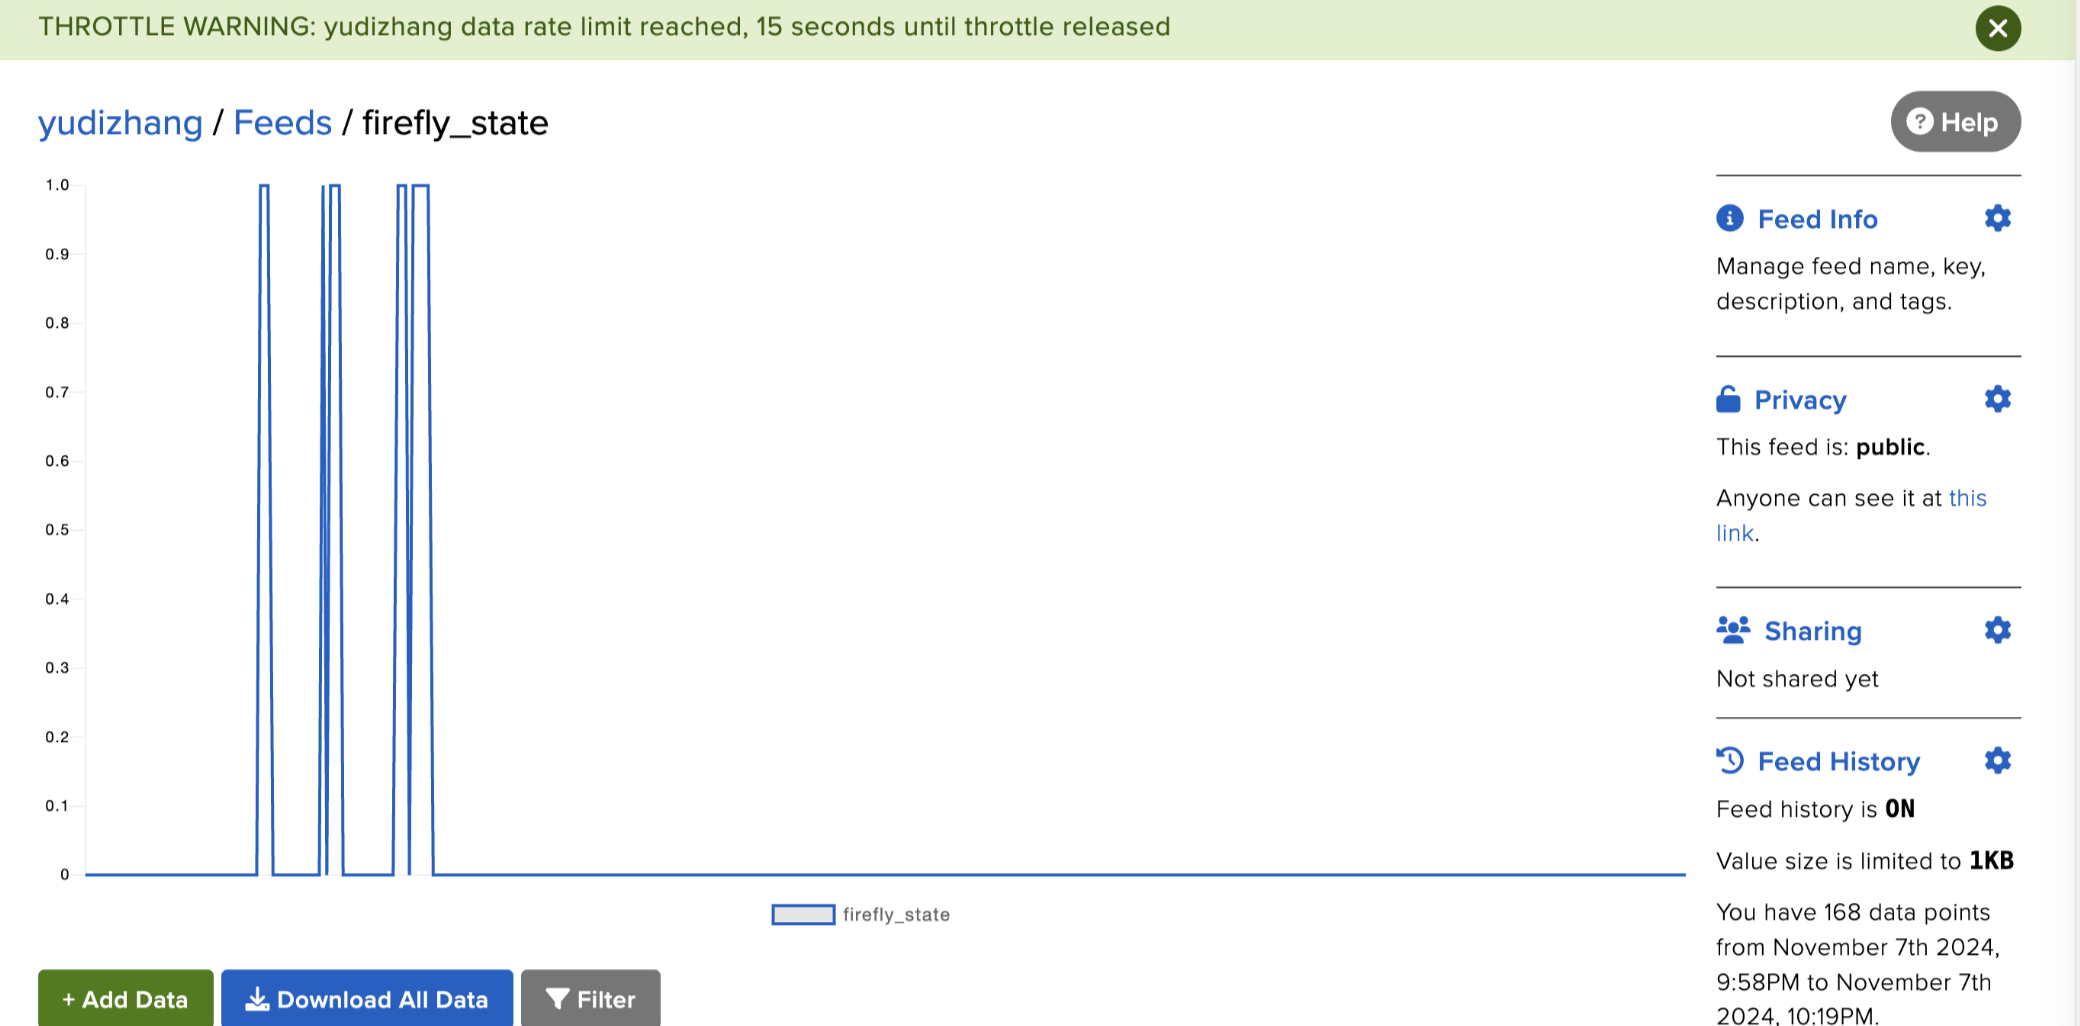 THROTTLE WARNING: yudizhang data rate limit reached, 15 seconds until throttle released
yudizhang / Feeds / firefly_state
Help
1.0
0.9
0.8
0.7
0.6
0.5
0.4
0.3
0.2
0.1
0
firefly_state
+ Add Data
Download All Data
Filter
Feed Info
Manage feed name, key,
description, and tags.
Privacy
This feed is: public.
Anyone can see it at this
link.
Sharing
Not shared yet
Feed History
Feed history is ON
Value size is limited to 1KB
You have 168 data points
from November 7th 2024,
9:58PM to November 7th
2024, 10:19PM.